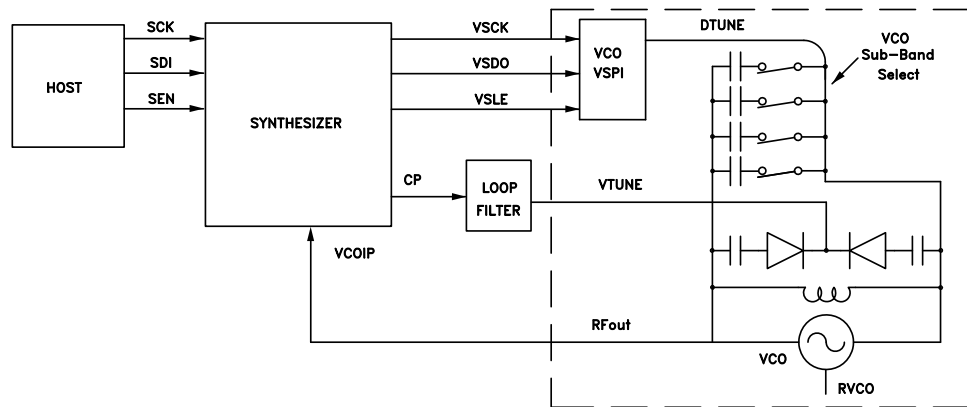 SCK
SDI
SEN
HOST
SYNTHESIZER
VSCK
VSDO
VSLE
VCO
VSPI
DTUNE
VCO
Sub-Band
Select
CP
LOOP
FILTER
VTUNE
VCOIP
RFout
VCO
RVCO